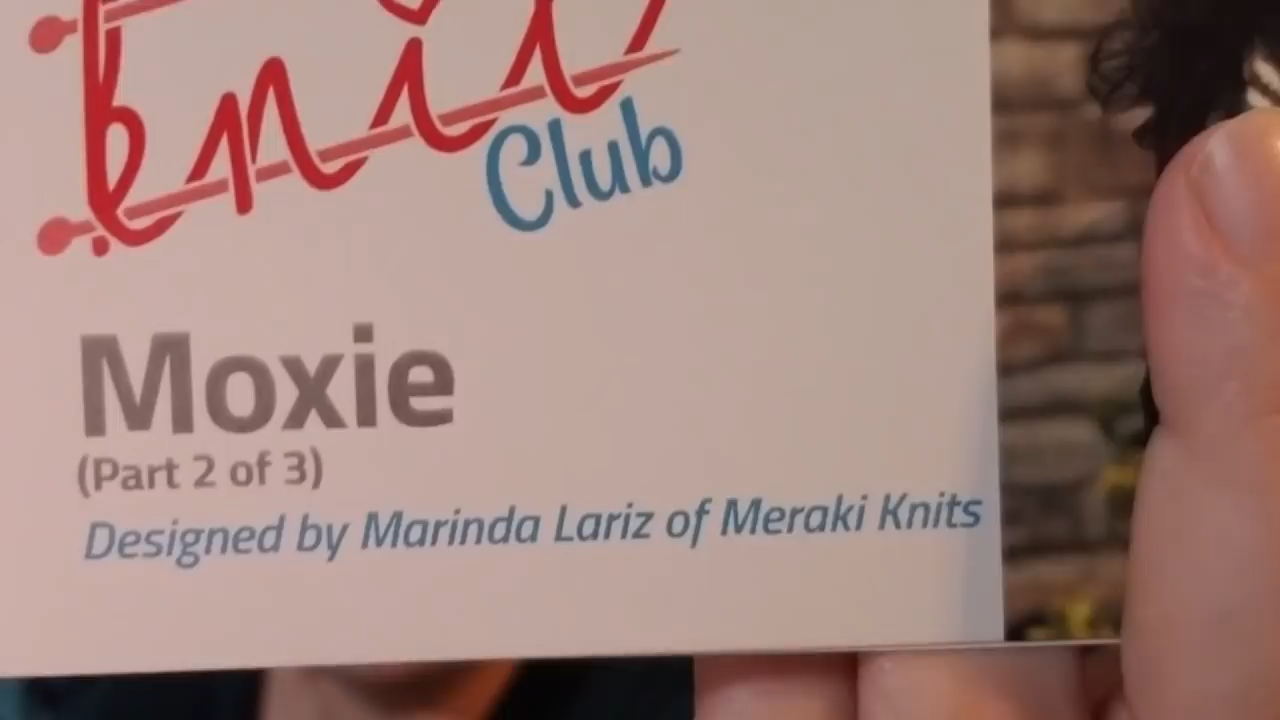 Knit
Club
Moxie
(Part 2 of 3)
Designed by Marinda Lariz of Meraki Knits